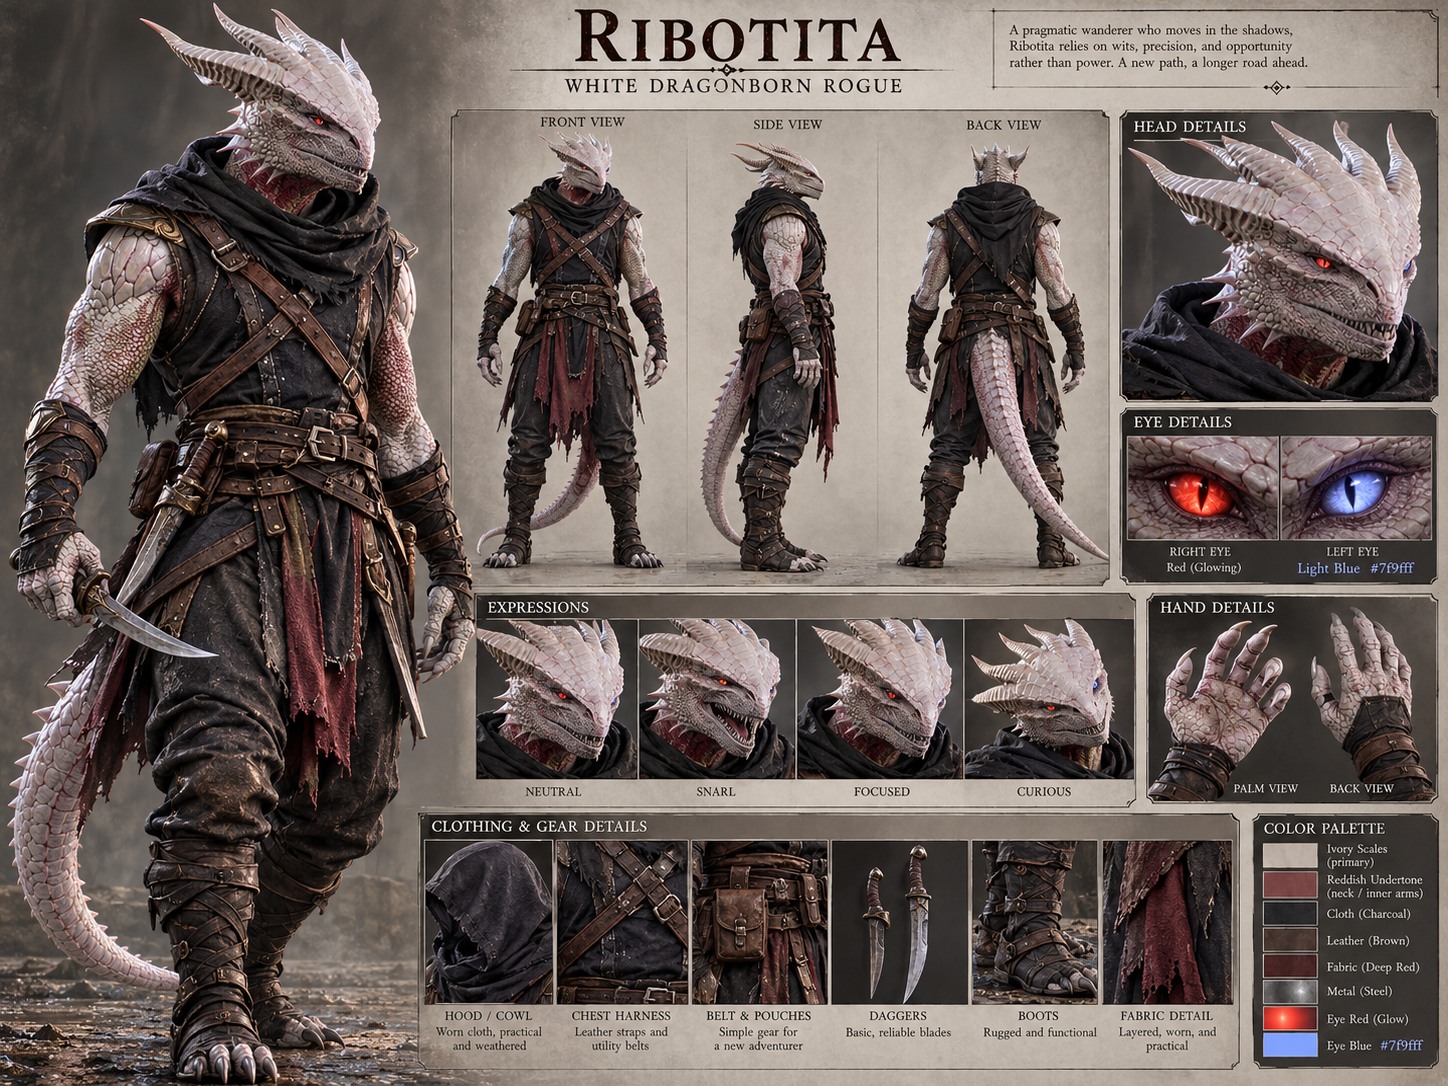 RIBOTITA
WHITE DRAGONBORN ROGUE
A pragmatic wanderer who moves in the shadows,
Ribotita relies on wits, precision, and opportunity
rather than power. A new path, a longer road ahead.
FRONT VIEW
SIDE VIEW
BACK VIEW
HEAD DETAILS
EYE DETAILS
RIGHT EYE
Red (Glowing)
LEFT EYE
Light Blue #7f9fff
EXPRESSIONS
NEUTRAL
SNARL
FOCUSED
CURIOUS
HAND DETAILS
PALM VIEW
BACK VIEW
CLOTHING & GEAR DETAILS
HOOD / COWL
Worn cloth, practical
and weathered
CHEST HARNESS
Leather straps and
utility belts
BELT & POUCHES
Simple gear for
a new adventurer
DAGGERS
Basic, reliable blades
BOOTS
Rugged and functional
FABRIC DETAIL
Layered, worn, and
practical
COLOR PALETTE
Ivory Scales
(primary)
Reddish Undertone
(neck / inner arms)
Cloth (Charcoal)
Leather (Brown)
Fabric (Deep Red)
Metal (Steel)
Eye Red (Glow)
Eye Blue #7f9fff